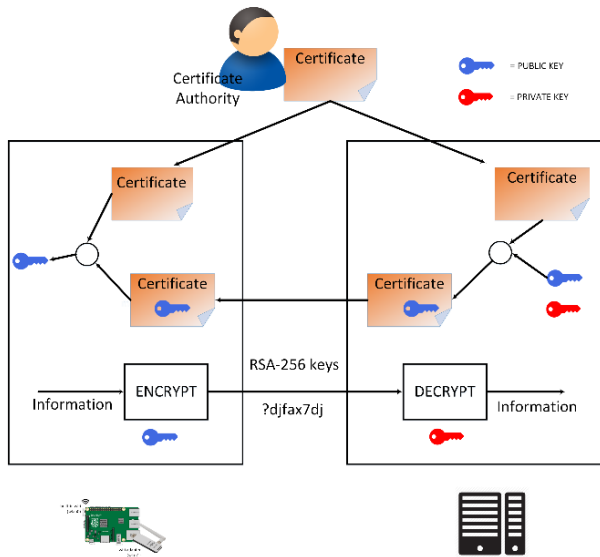 Certificate
Certificate
Authority
= PUBLIC KEY
= PRIVATE KEY
Certificate
Certificate
Certificate
Certificate
RSA-256 keys
Information
ENCRYPT
?djfax7dj
DECRYPT
Information